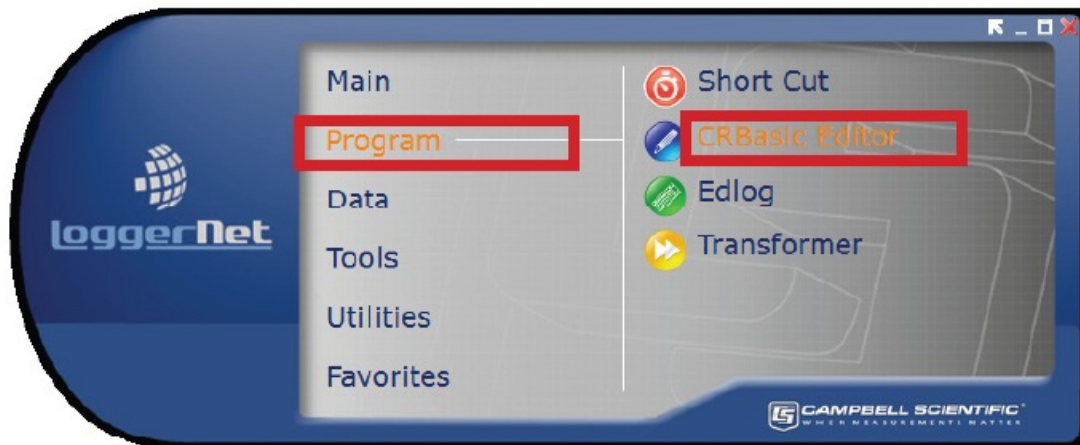 Main
Program
Data
Tools
Utilities
Favorites
Short Cut
CRBasic Editor
Edlog
Transformer
LoggerNet
CAMPBELL SCIENTIFIC
WHEN MEASUREMENTS MATTER